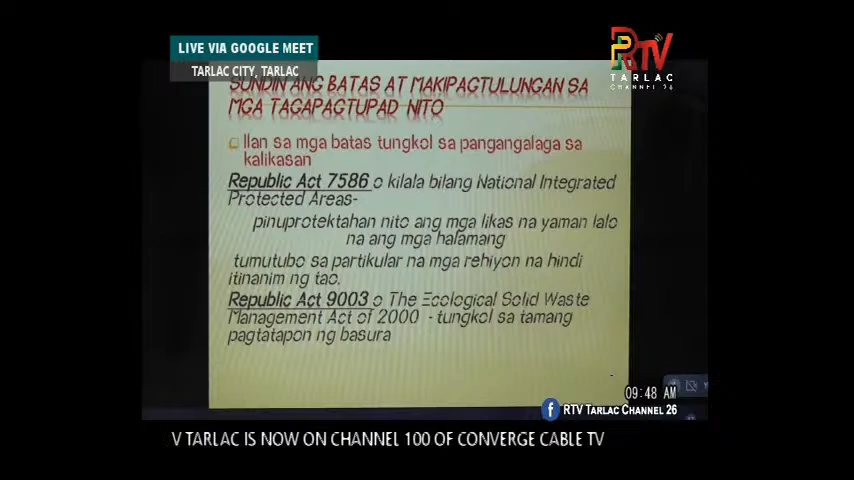 LIVE VIA GOOGLE MEET
TARLAC CITY, TARLAC
RTV
TARLAC
CHANNEL 26
SUNDIN ANG BATAS AT MAKIPAGTULUNGAN SA
MGA TAGAPAGTUPAD NITO
Ilan sa mga batas tungkol sa pangangalaga sa
kalikasan
Republic Act 7586 o kilala bilang National Integrated
Protected Areas-
pinuprotektahan nito ang mga likas na yaman lalo
na ang mga halamang
tumutubo sa partikular na mga rehiyon na hindi
itinanim ng tao.
Republic Act 9003 o The Ecological Solid Waste
Management Act of 2000 - tungkol sa tamang
pagtatapon ng basura
09:48 AM
f RTV TARLAC CHANNEL 26
V TARLAC IS NOW ON CHANNEL 100 OF CONVERGE CABLE TV